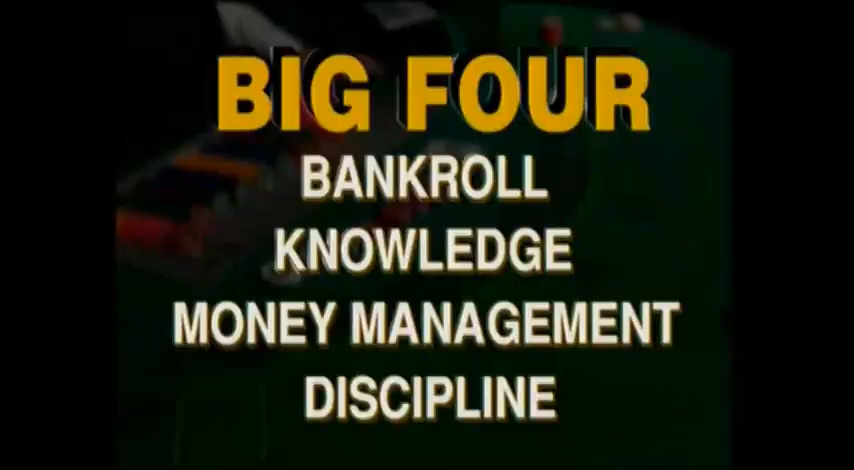 BIG FOUR
BANKROLL
KNOWLEDGE
MONEY MANAGEMENT
DISCIPLINE